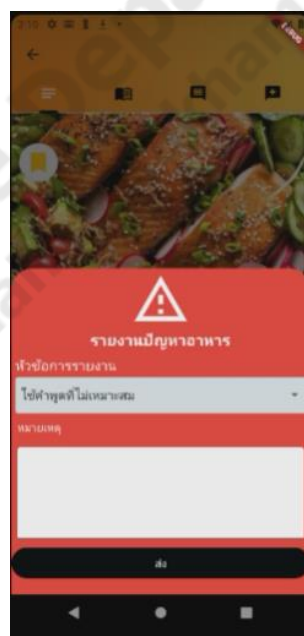 2:15
รายงานปัญหาอาหาร
หัวข้อการรายงาน
ใช้คำพูดที่ไม่เหมาะสม
หมายเหตุ
ส่ง